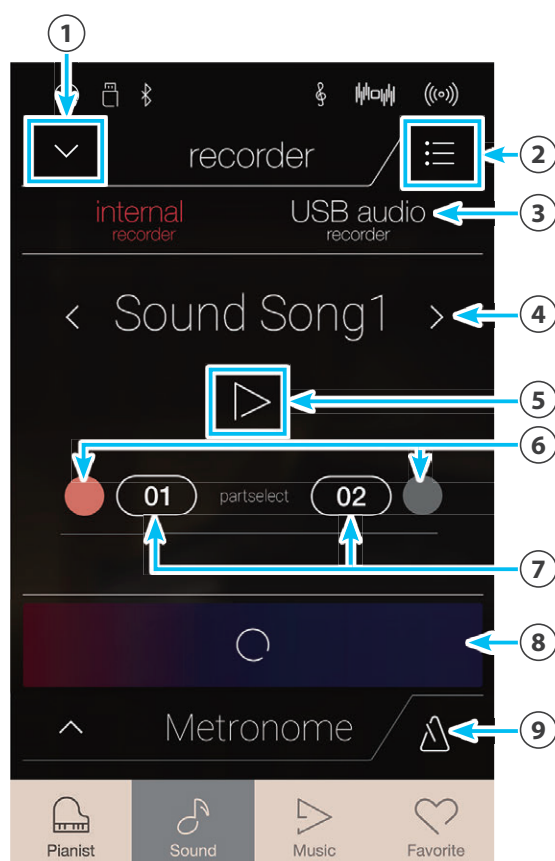 1
recorder
2
internal
recorder
USB audio
recorder
3
Sound Song1
4
5
6
01
partselect
02
7
8
Metronome
9
Pianist
Sound
Music
Favorite